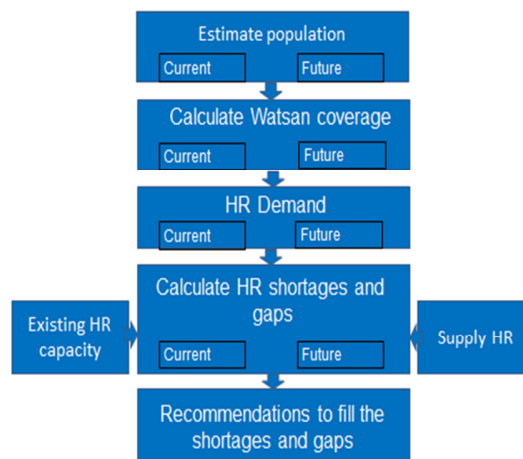 Estimate population
Current Future
Calculate Watsan coverage
Current Future
HR Demand
Current Future
Calculate HR shortages and
gaps
Existing HR
capacity
Supply HR
Current Future
Recommendations to fill the
shortages and gaps